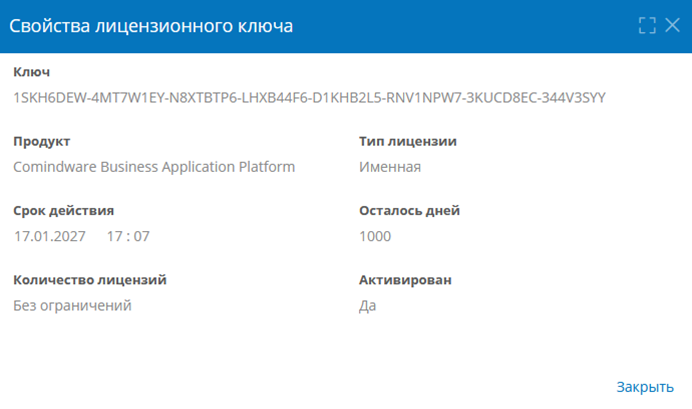 Свойства лицензионного ключа
Ключ
1SKH6DEW-4MT7W1EY-N8XTBTP6-LHXB44F6-D1KHB2L5-RNV1NPW7-3KUCD8EC-344V3SYY
Продукт Тип лицензии
Comindware Business Application Platform Именная
Срок действия Осталось дней
17.01.2027 17 : 07 1000
Количество лицензий Активирован
Без ограничений Да
Закрыть